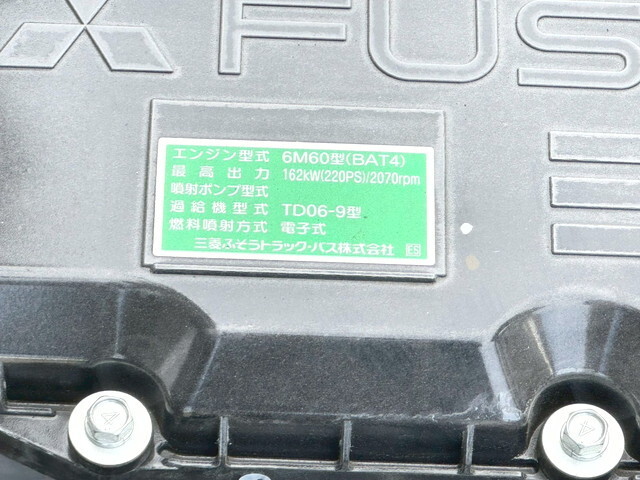 FUS
エンジン型式 6M60型(BAT4)
最高出力 162kW(220PS)/2070rpm
噴射ポンプ型式
過給機型式 TD06-9型
燃料噴射方式 電子式
三菱ふそうトラック・バス株式会社 ES
4
4